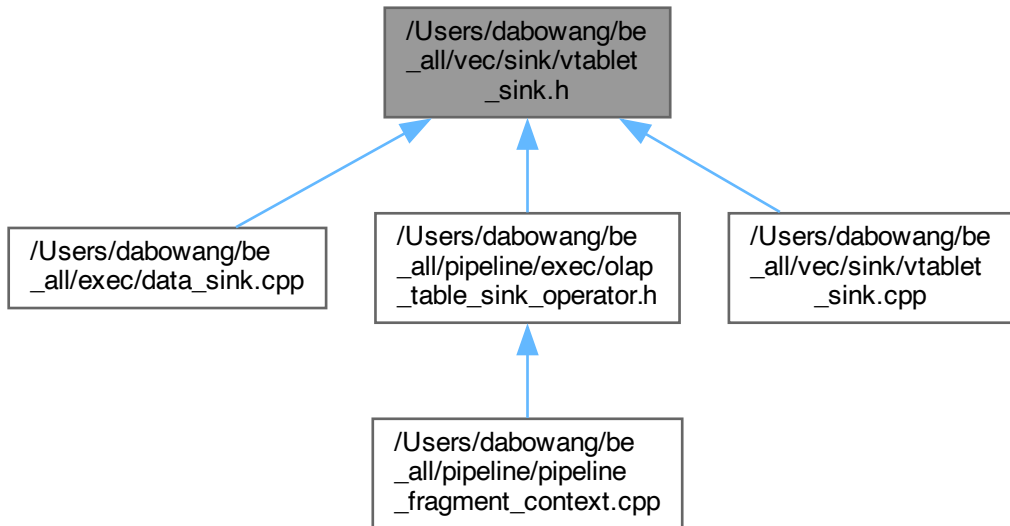 /Users/dabowang/be
_all/vec/sink/vtablet
_sink.h
/Users/dabowang/be
_all/exec/data_sink.cpp
/Users/dabowang/be
_all/pipeline/exec/olap
_table_sink_operator.h
/Users/dabowang/be
_all/vec/sink/vtablet
_sink.cpp
/Users/dabowang/be
_all/pipeline/pipeline
_fragment_context.cpp